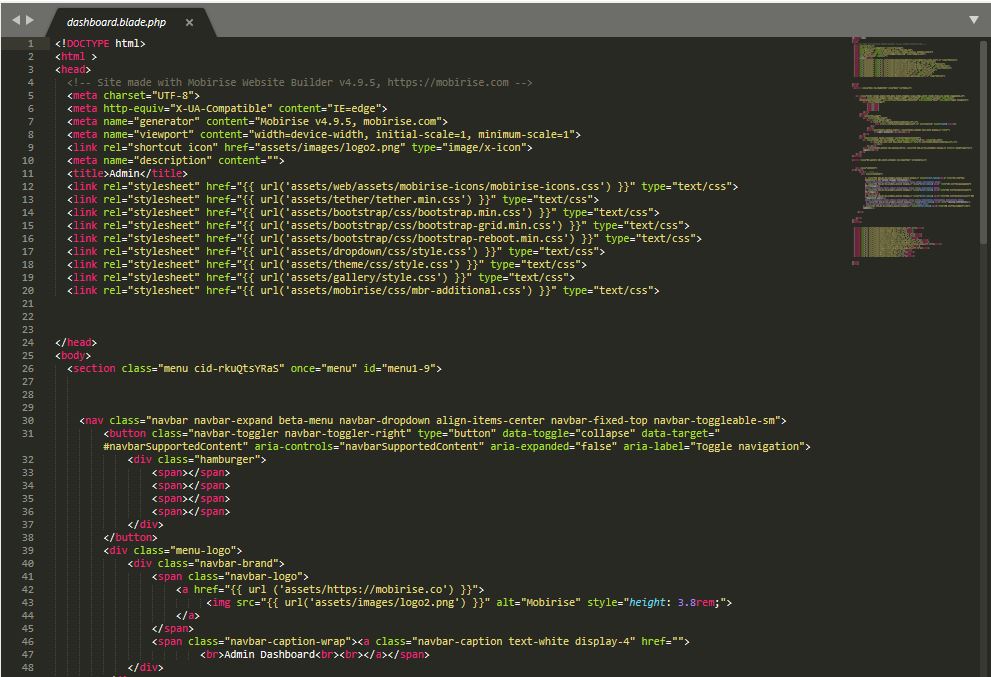 dashboard.blade.php ×
1 <!DOCTYPE html>
2 <html >
3 <head>
4 <!-- Site made with Mobirise Website Builder v4.9.5, https://mobirise.com -->
5 <meta charset="UTF-8">
6 <meta http-equiv="X-UA-Compatible" content="IE=edge">
7 <meta name="generator" content="Mobirise v4.9.5, mobirise.com">
8 <meta name="viewport" content="width=device-width, initial-scale=1, minimum-scale=1">
9 <link rel="shortcut icon" href="assets/images/logo2.png" type="image/x-icon">
10 <meta name="description" content="">
11 <title>Admin</title>
12 <link rel="stylesheet" href="{{ url('assets/web/assets/mobirise-icons/mobirise-icons.css') }}" type="text/css">
13 <link rel="stylesheet" href="{{ url('assets/tether/tether.min.css') }}" type="text/css">
14 <link rel="stylesheet" href="{{ url('assets/bootstrap/css/bootstrap.min.css') }}" type="text/css">
15 <link rel="stylesheet" href="{{ url('assets/bootstrap/css/bootstrap-grid.min.css') }}" type="text/css">
16 <link rel="stylesheet" href="{{ url('assets/bootstrap/css/bootstrap-reboot.min.css') }}" type="text/css">
17 <link rel="stylesheet" href="{{ url('assets/dropdown/css/style.css') }}" type="text/css">
18 <link rel="stylesheet" href="{{ url('assets/theme/css/style.css') }}" type="text/css">
19 <link rel="stylesheet" href="{{ url('assets/gallery/style.css') }}" type="text/css">
20 <link rel="stylesheet" href="{{ url('assets/mobirise/css/mbr-additional.css') }}" type="text/css">
21
22
23
24 </head>
25 <body>
26 <section class="menu cid-rkuQtsYRaS" once="menu" id="menu1-9">
27
28
29
30 <nav class="navbar navbar-expand beta-menu navbar-dropdown align-items-center navbar-fixed-top navbar-toggleable-sm">
31 <button class="navbar-toggler navbar-toggler-right" type="button" data-toggle="collapse" data-target="
#navbarSupportedContent" aria-controls="navbarSupportedContent" aria-expanded="false" aria-label="Toggle navigation">
32 <div class="hamburger">
33 <span></span>
34 <span></span>
35 <span></span>
36 <span></span>
37 </div>
38 </button>
39 <div class="menu-logo">
40 <div class="navbar-brand">
41 <span class="navbar-logo">
42 <a href="{{ url ('assets/https://mobirise.co') }}">
43 <img src="{{ url('assets/images/logo2.png') }}" alt="Mobirise" style="height: 3.8rem;">
44 </a>
45 </span>
46 <span class="navbar-caption-wrap"><a class="navbar-caption text-white display-4" href="">
47 <br>Admin Dashboard<br><br></a></span>
48 </div>